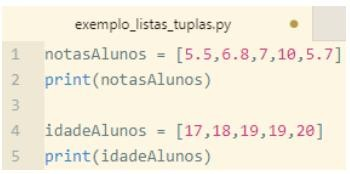 exemplo_listas_tuplas.py
1 notasAlunos = [5.5,6.8,7,10,5.7]
2 print(notasAlunos)
3
4 idadeAlunos = [17,18,19,19,20]
5 print(idadeAlunos)